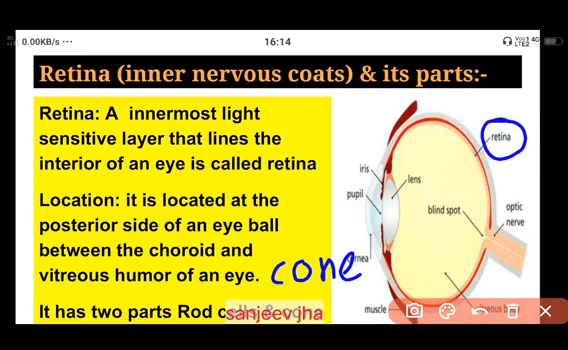 0.00KB/s ...
16:14
Retina (inner nervous coats) & its parts:-
Retina: A innermost light
sensitive layer that lines the
interior of an eye is called retina
Location: it is located at the
posterior side of an eye ball
between the choroid and
vitreous humor of an eye.
cone
It has two parts Rod
sanjeev jna
retina
iris
lens
pupil
blind spot
optic
nerve
muscle